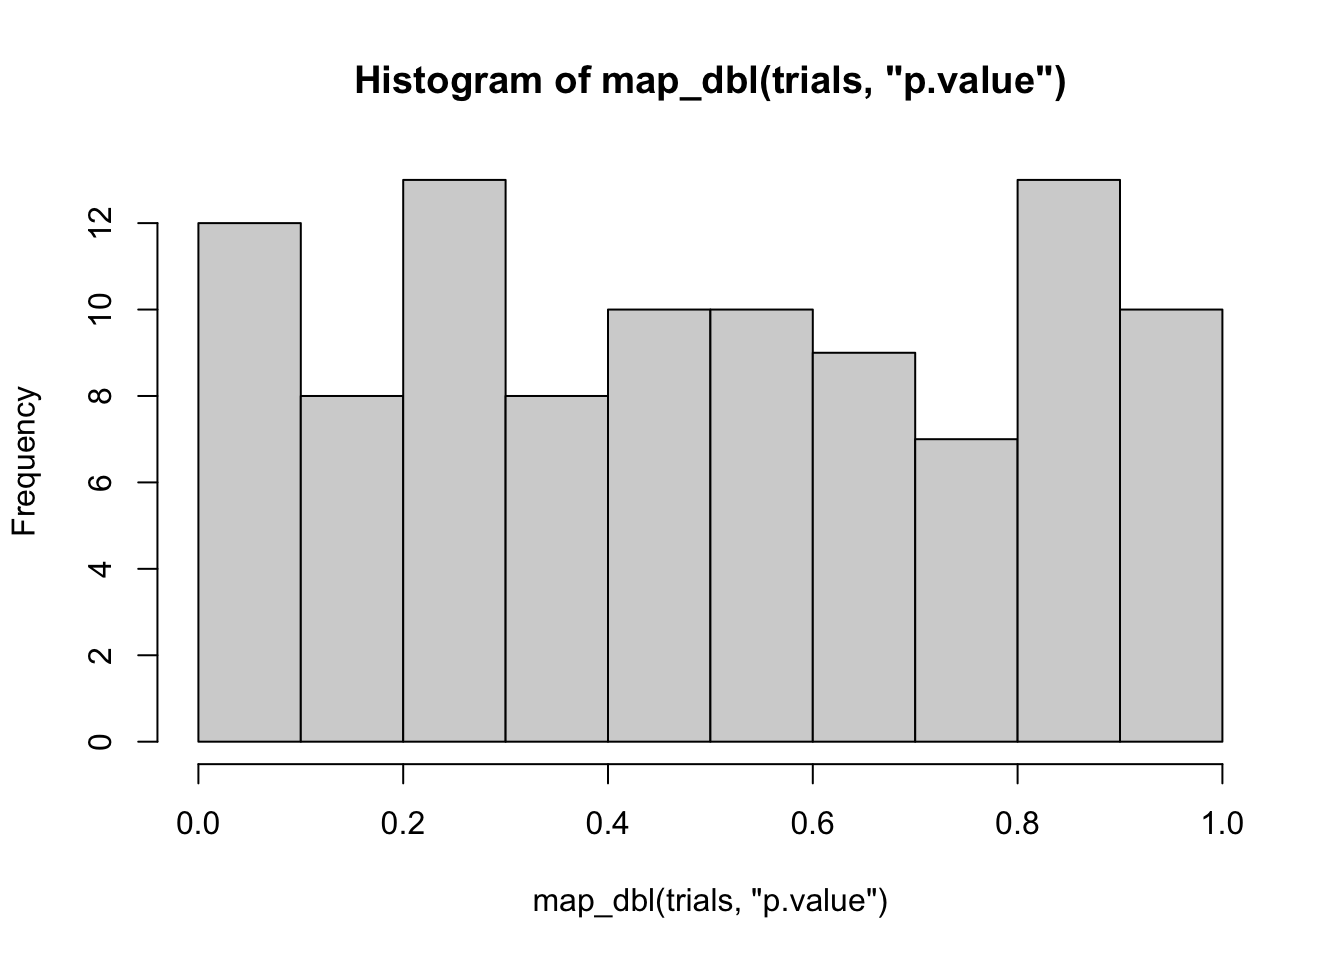 Histogram of map_dbl(trials, "p.value")
Frequency
12
10
8
6
4
2
0
0.0 0.2 0.4 0.6 0.8 1.0
map_dbl(trials, "p.value")